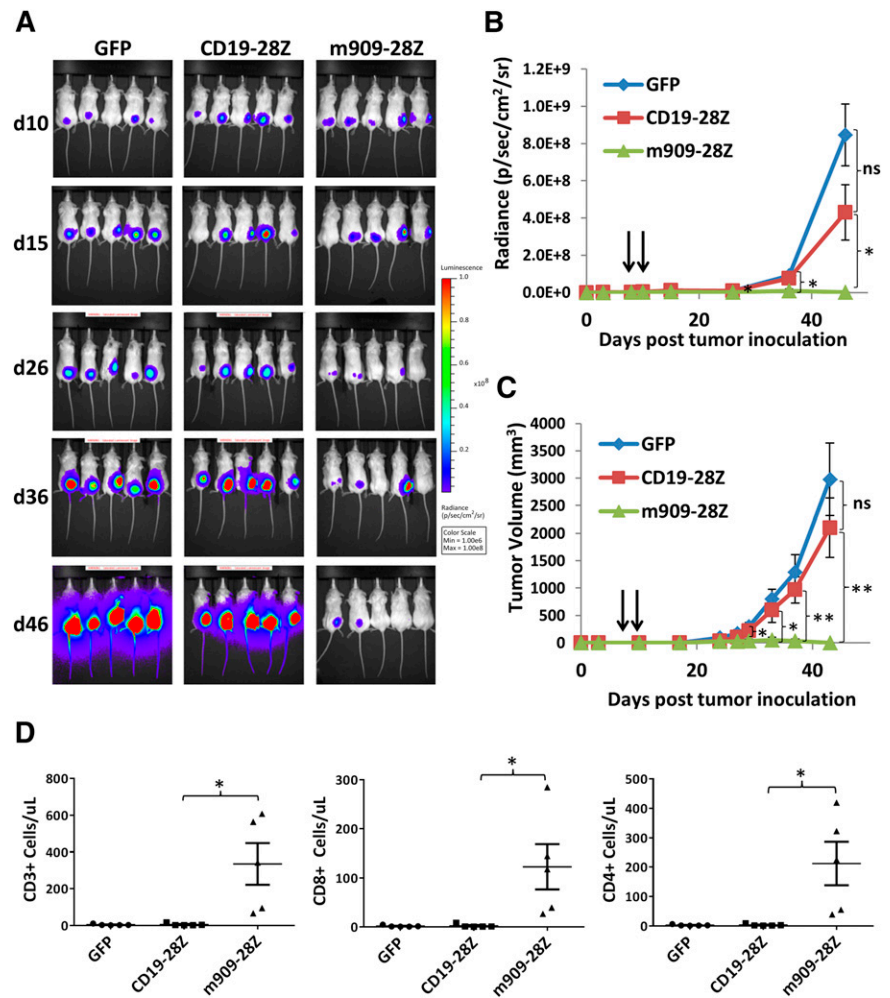 A
GFP
CD19-28Z
m909-28Z
d10
d15
d26
d36
d46
Luminescence
1.0
0.8
0.6
x10⁸
0.4
0.2
Radiance
(p/sec/cm²/sr)
Color Scale
Min = 1.00e6
Max = 1.00e8
B
Radiance (p/sec/cm²/sr)
1.2E+9
1.0E+9
8.0E+8
6.0E+8
4.0E+8
2.0E+8
0.0E+0
GFP
CD19-28Z
m909-28Z
ns
*
*
*
0 20 40
Days post tumor inoculation
C
Tumor Volume (mm³)
4000
3500
3000
2500
2000
1500
1000
500
0
GFP
CD19-28Z
m909-28Z
ns
**
**
*
*
0 20 40
Days post tumor inoculation
D
CD3+ Cells/uL
800
600
400
200
0
*
GFP
CD19-28Z
m909-28Z
CD8+ Cells/uL
300
200
100
0
*
GFP
CD19-28Z
m909-28Z
CD4+ Cells/uL
500
400
300
200
100
0
*
GFP
CD19-28Z
m909-28Z